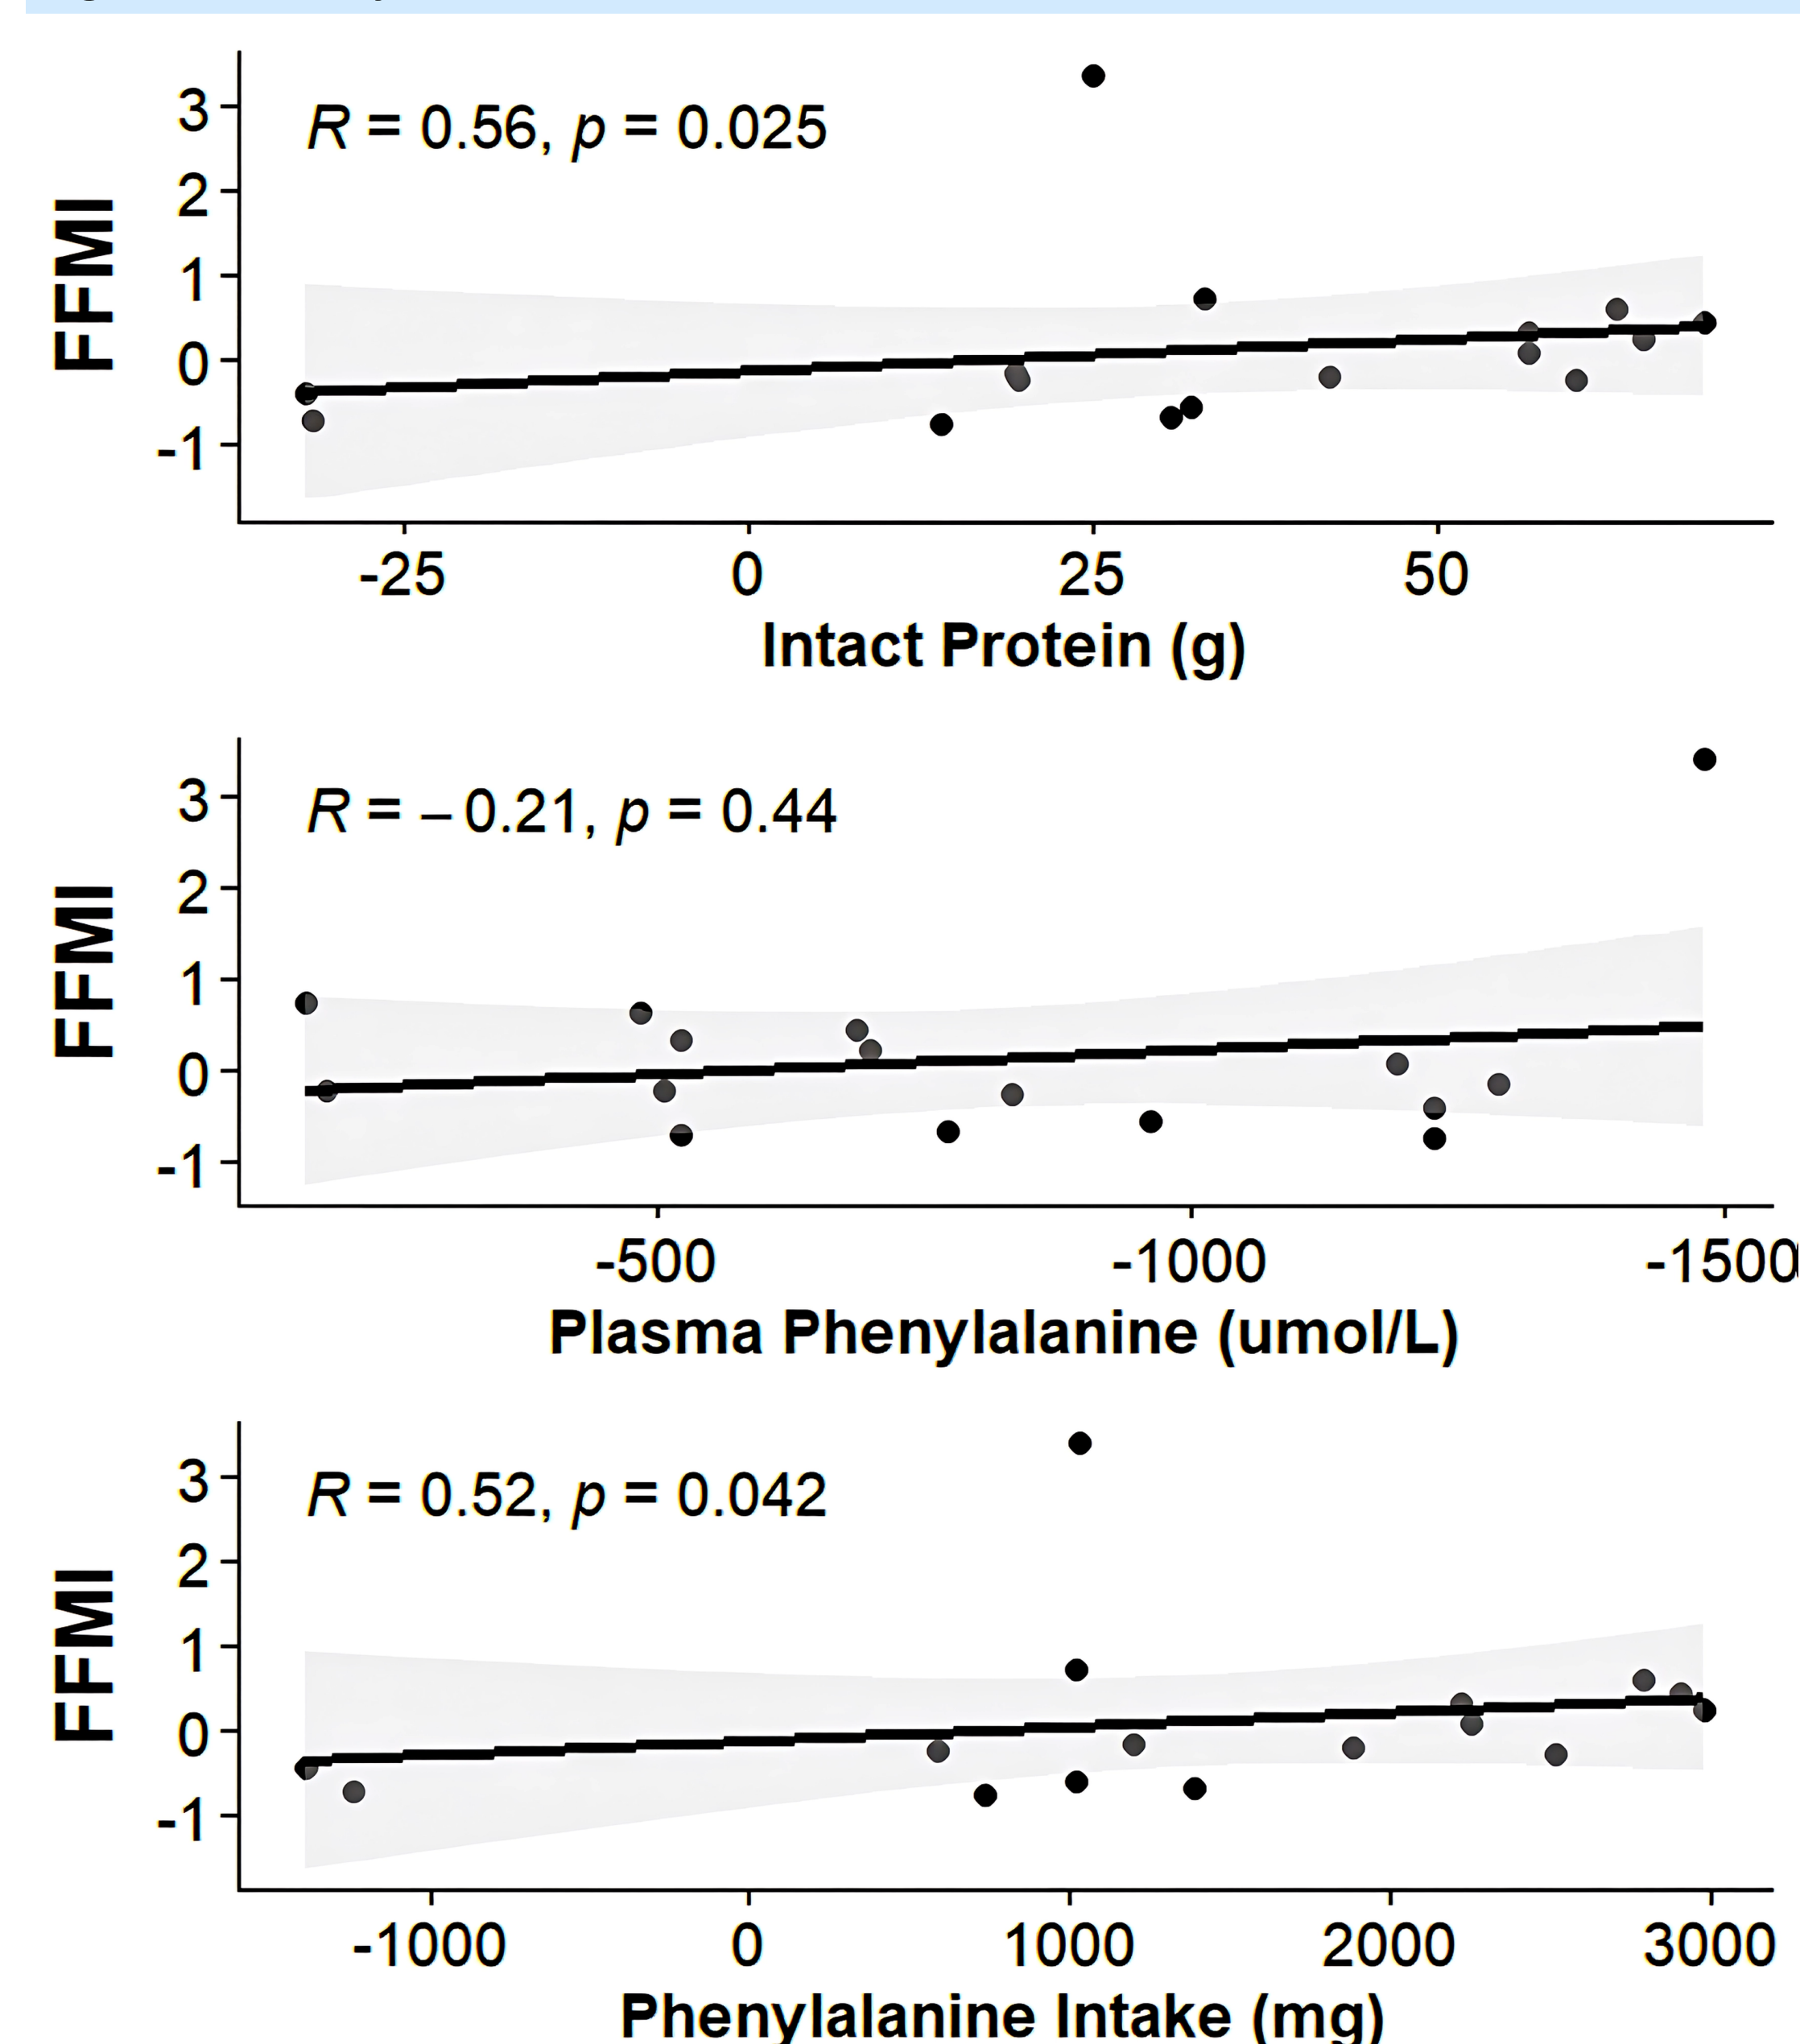 R = 0.56, p = 0.025
FFMI
3
2
1
0
-1
-25 0 25 50
Intact Protein (g)
R = – 0.21, p = 0.44
FFMI
3
2
1
0
-1
-500 -1000 -1500
Plasma Phenylalanine (umol/L)
R = 0.52, p = 0.042
FFMI
3
2
1
0
-1
-1000 0 1000 2000 3000
Phenylalanine Intake (mg)